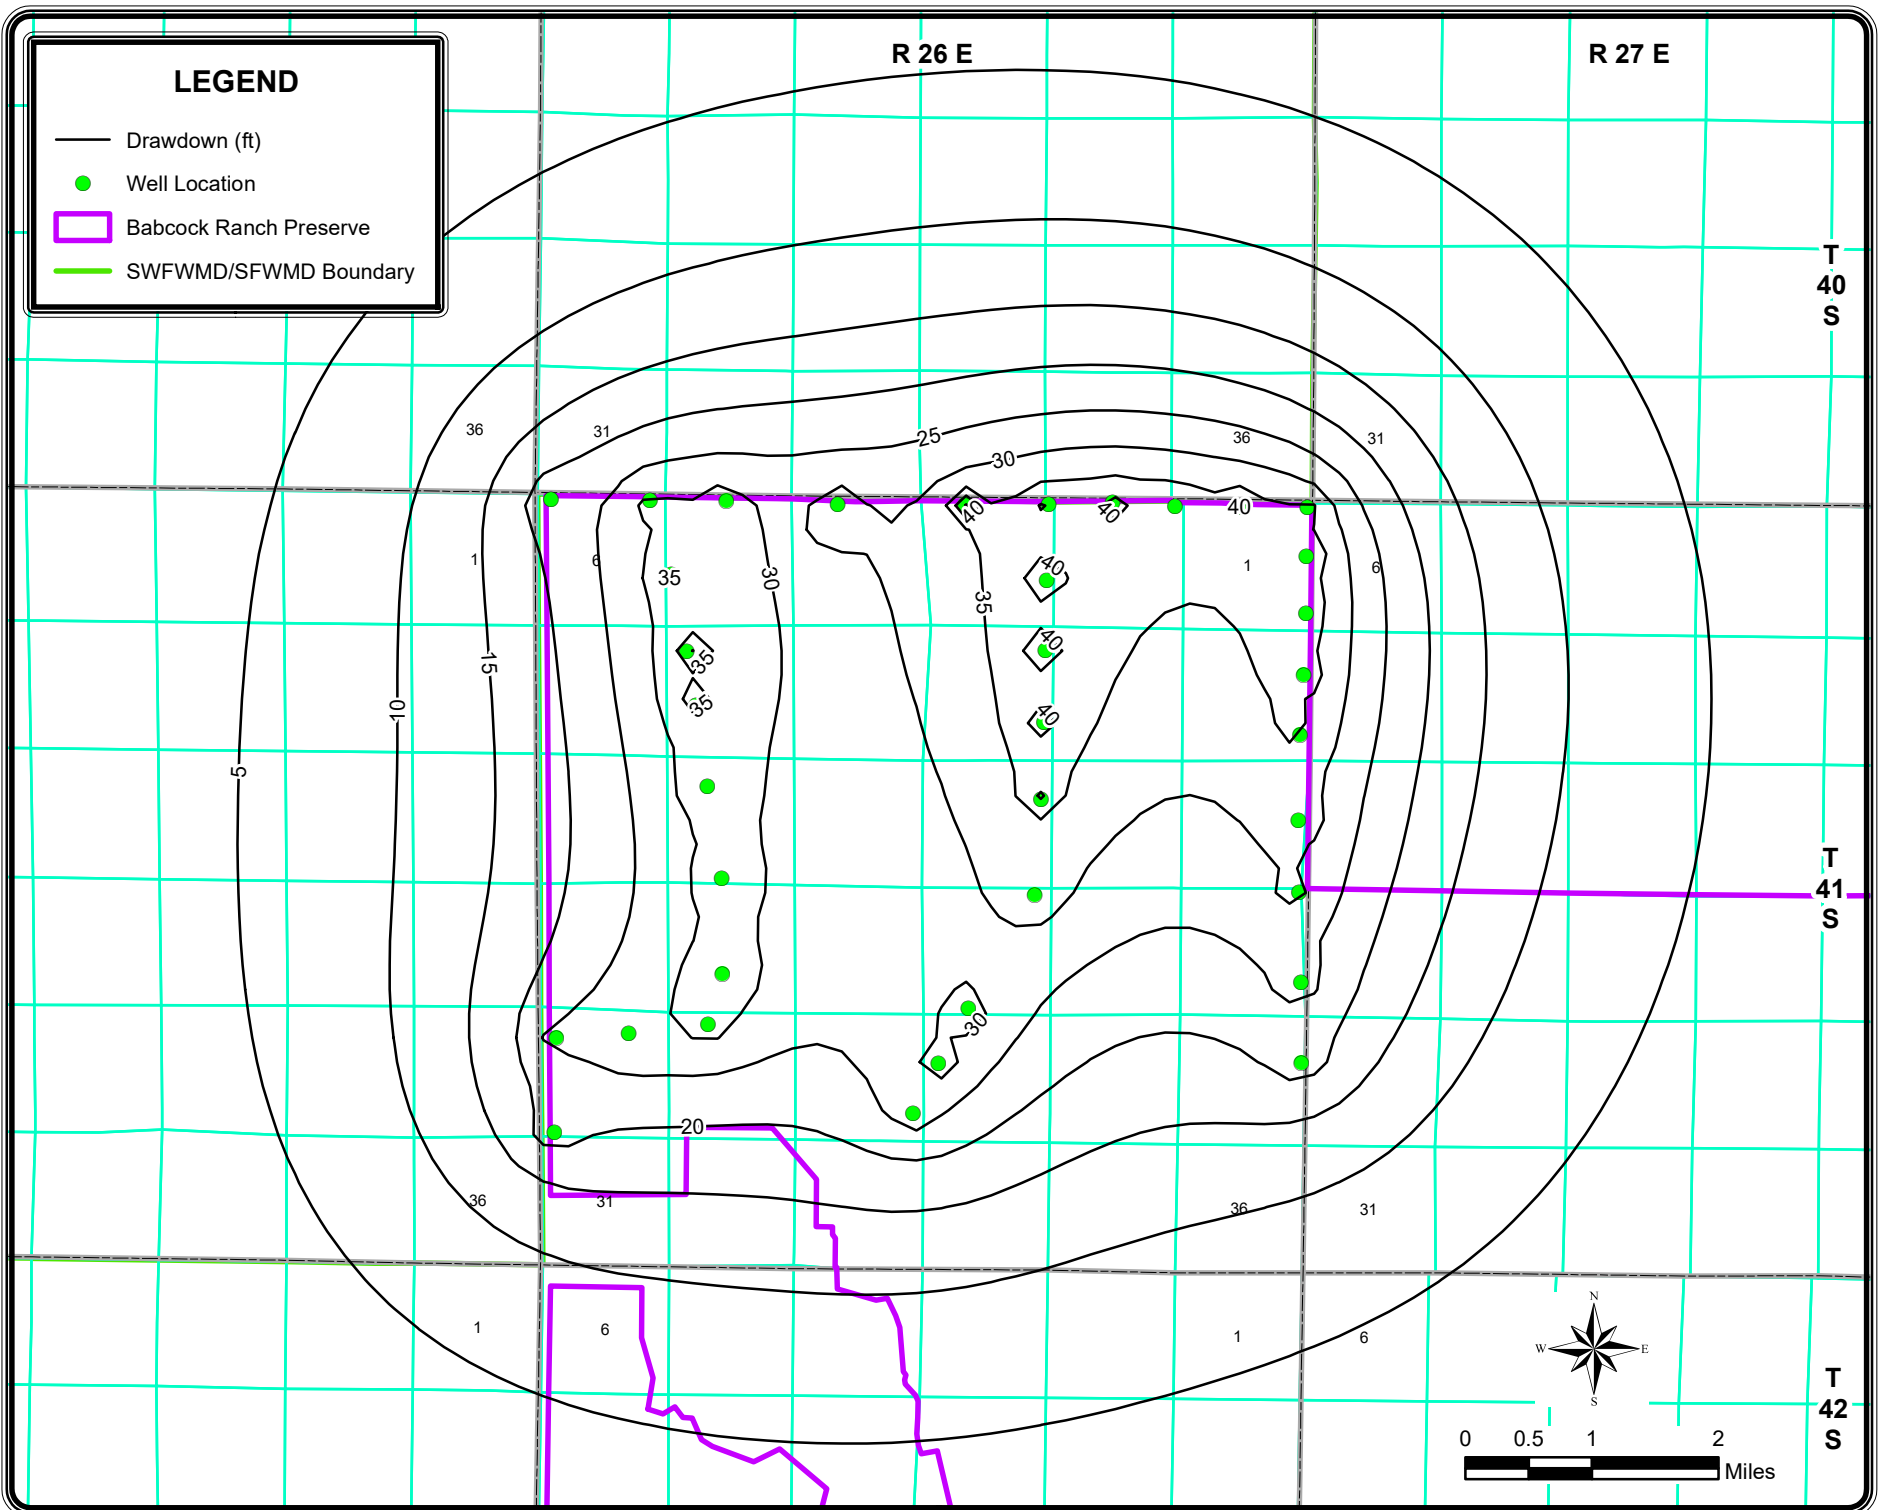 R 26 E
R 27 E
LEGEND
Drawdown (ft)
Well Location
Babcock Ranch Preserve
SWFWMD/SFWMD Boundary
T
40
S
36
31
25
36
31
30
40
40
40
1
6
35
30
40
1
6
35
40
15
35
35
10
40
5
T
41
S
30
20
36
31
36
31
1
6
1
6
N
W
E
S
T
42
S
0
0.5
1
2
Miles